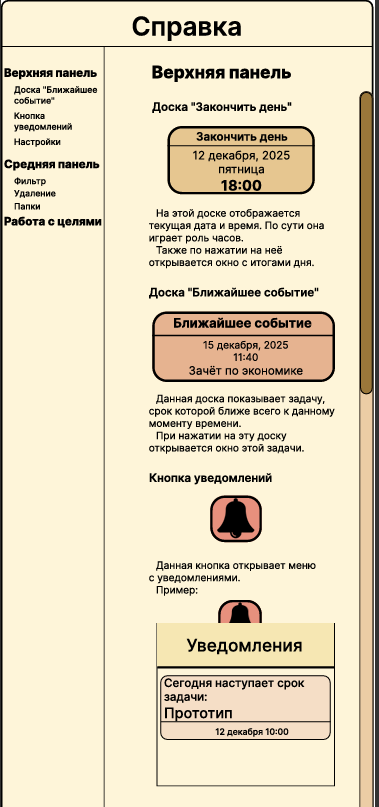 Справка
Верхняя панель
Доска "Ближайшее
событие"
Кнопка
уведомлений
Настройки
Средняя панель
Фильтр
Удаление
Папки
Работа с целями
Верхняя панель
Доска "Закончить день"
Закончить день
12 декабря, 2025
пятница
18:00
На этой доске отображается
текущая дата и время. По сути она
играет роль часов.
Также по нажатии на неё
открывается окно с итогами дня.
Доска "Ближайшее событие"
Ближайшее событие
15 декабря, 2025
11:40
Зачёт по экономике
Данная доска показывает задачу,
срок которой ближе всего к данному
моменту времени.
При нажатии на эту доску
открывается окно этой задачи.
Кнопка уведомлений
Данная кнопка открывает меню
с уведомлениями.
Пример:
Уведомления
Сегодня наступает срок
задачи:
Прототип
12 декабря 10:00